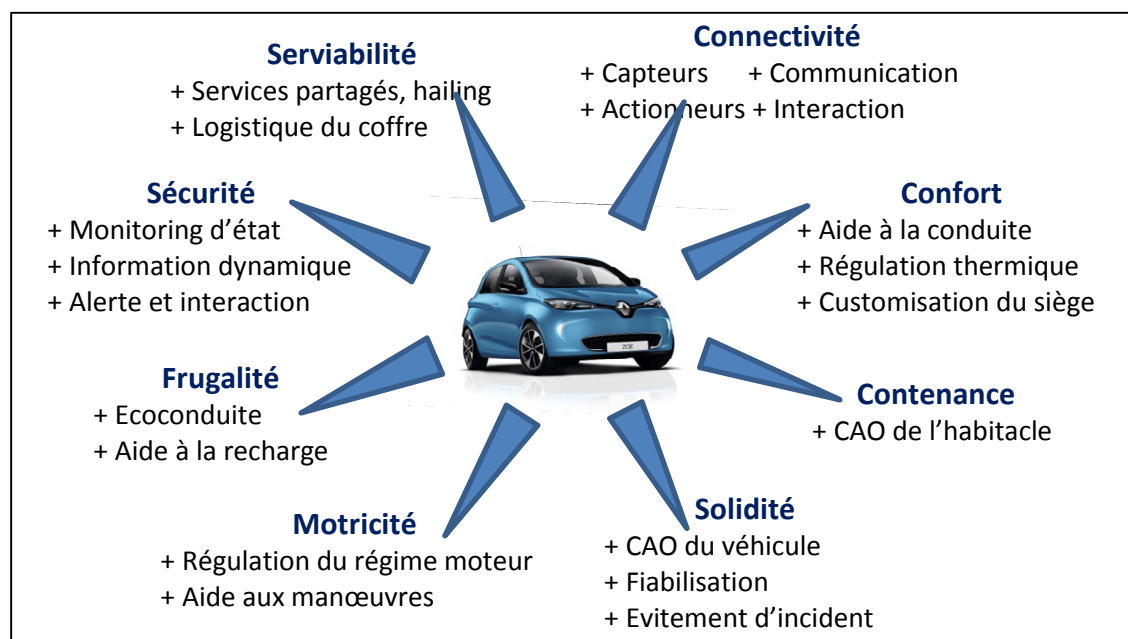 Serviabilité
+ Services partagés, hailing
+ Logistique du coffre
Connectivité
+ Capteurs + Communication
+ Actionneurs + Interaction
Sécurité
+ Monitoring d’état
+ Information dynamique
+ Alerte et interaction
Confort
+ Aide à la conduite
+ Régulation thermique
+ Customisation du siège
ZOE
Frugalité
+ Ecoconduite
+ Aide à la recharge
Contenance
+ CAO de l’habitacle
Motricité
+ Régulation du régime moteur
+ Aide aux manœuvres
Solidité
+ CAO du véhicule
+ Fiabilisation
+ Evitement d’incident